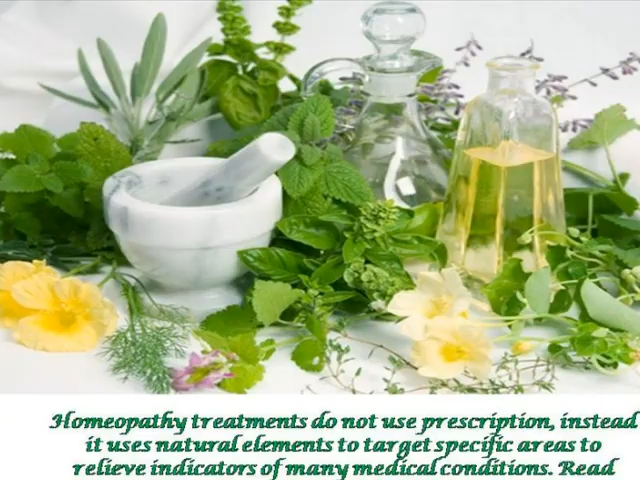 Homeopathy treatments do not use prescription, instead
it uses natural elements to target specific areas to
relieve indicators of many medical conditions. Read